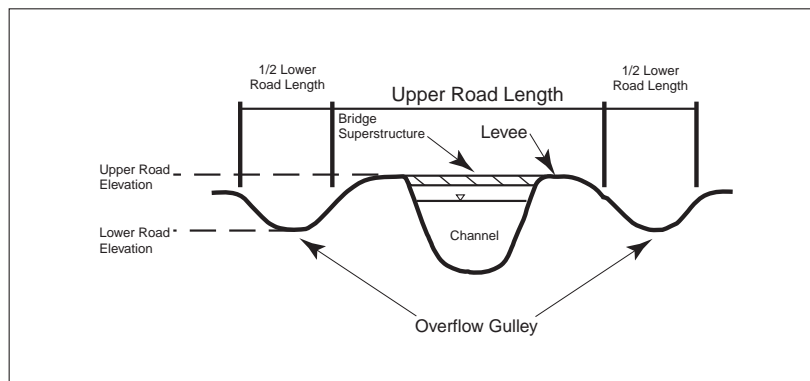 1/2 Lower
Road Length
1/2 Lower
Road Length
Upper Road Length
Bridge
Superstructure
Levee
Upper Road
Elevation
Channel
Lower Road
Elevation
Overflow Gulley